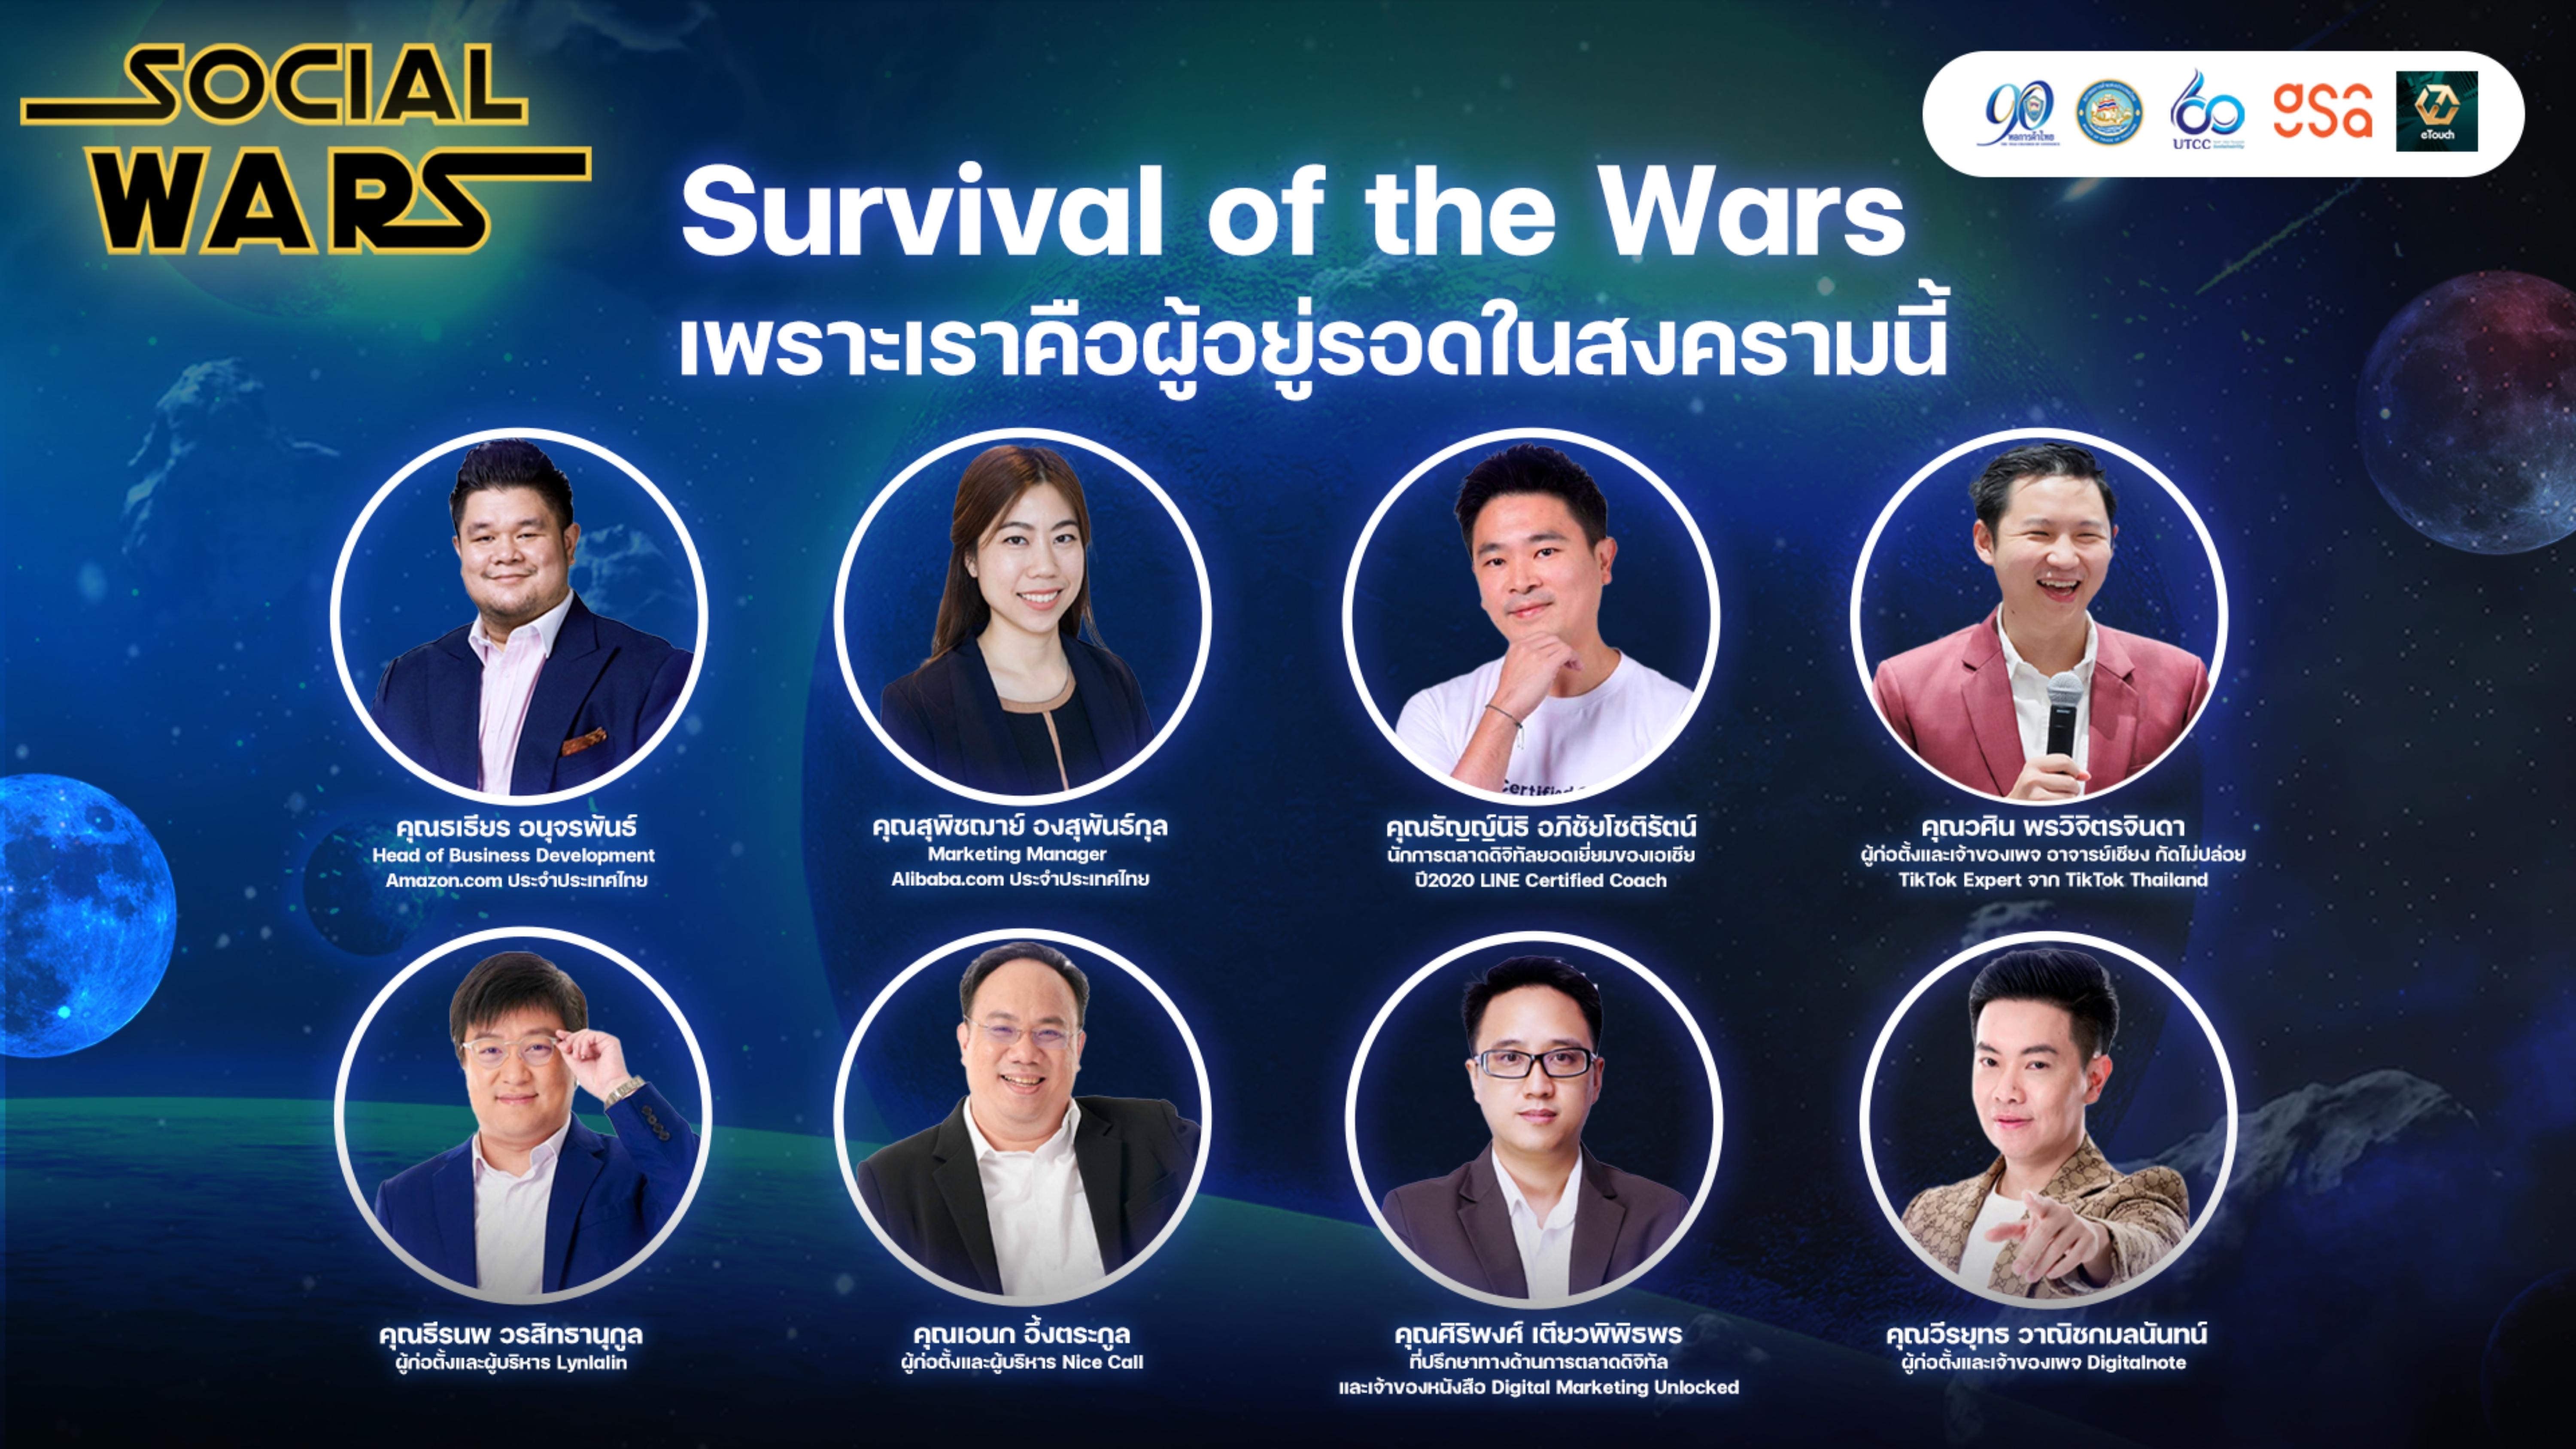 SOCIAL
WARS
90
หอการค้าไทย
60
UTCC
gsa
eTouch
Survival of the Wars
เพราะเราคือผู้อยู่รอดในสงครามนี้
Certified
คุณธเธียร อนุจรพันธ์
Head of Business Development
Amazon.com ประจำประเทศไทย
คุณสุพิชฌาย์ องสุพันธ์กุล
Marketing Manager
Alibaba.com ประจำประเทศไทย
คุณธัญญ์นิธิ อภิชัยโชติรัตน์
นักการตลาดดิจิทัลยอดเยี่ยมของเอเชีย
ปี2020 LINE Certified Coach
คุณวศิน พรวิจิตรจินดา
ผู้ก่อตั้งและเจ้าของเพจ อาจารย์เชียง กัดไม่ปล่อย
TikTok Expert จาก TikTok Thailand
คุณธีรนพ วรสิทธานุกูล
ผู้ก่อตั้งและผู้บริหาร Lynlalin
คุณเอนก อึ้งตระกูล
ผู้ก่อตั้งและผู้บริหาร Nice Call
คุณศิริพงศ์ เตียวพิพิธพร
ที่ปรึกษาทางด้านการตลาดดิจิทัล
และเจ้าของหนังสือ Digital Marketing Unlocked
คุณวีรยุทธ วาณิชกมลนันทน์
ผู้ก่อตั้งและเจ้าของเพจ Digitalnote